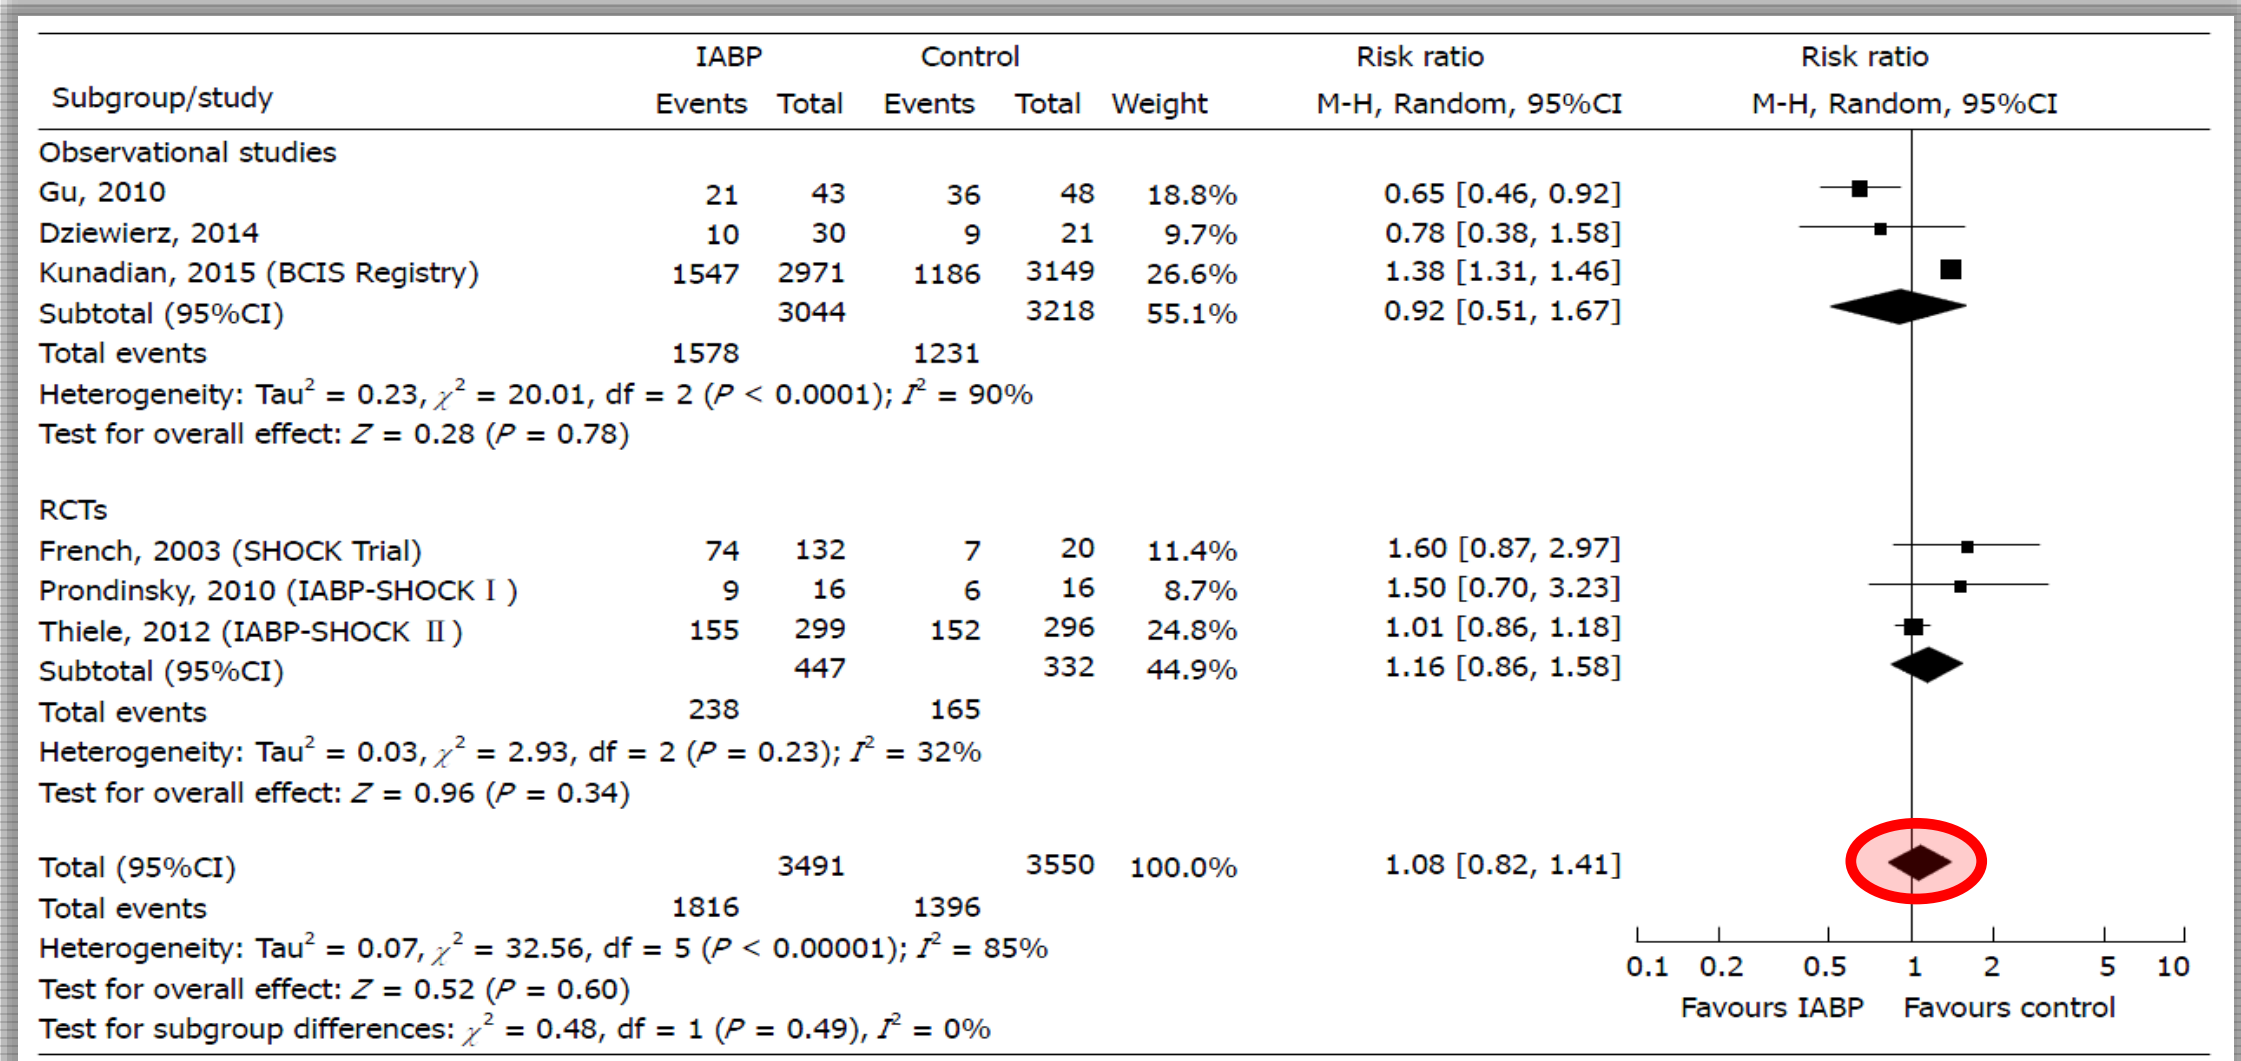 IABP Control Risk ratio Risk ratio
Subgroup/study Events Total Events Total Weight M-H, Random, 95%CI M-H, Random, 95%CI
Observational studies
Gu, 2010 21 43 36 48 18.8% 0.65 [0.46, 0.92]
Dziewierz, 2014 10 30 9 21 9.7% 0.78 [0.38, 1.58]
Kunadian, 2015 (BCIS Registry) 1547 2971 1186 3149 26.6% 1.38 [1.31, 1.46]
Subtotal (95%CI) 3044 3218 55.1% 0.92 [0.51, 1.67]
Total events 1578 1231
Heterogeneity: Tau² = 0.23, χ² = 20.01, df = 2 (P < 0.0001); I² = 90%
Test for overall effect: Z = 0.28 (P = 0.78)
RCTs
French, 2003 (SHOCK Trial) 74 132 7 20 11.4% 1.60 [0.87, 2.97]
Prondinsky, 2010 (IABP-SHOCK Ⅰ) 9 16 6 16 8.7% 1.50 [0.70, 3.23]
Thiele, 2012 (IABP-SHOCK Ⅱ) 155 299 152 296 24.8% 1.01 [0.86, 1.18]
Subtotal (95%CI) 447 332 44.9% 1.16 [0.86, 1.58]
Total events 238 165
Heterogeneity: Tau² = 0.03, χ² = 2.93, df = 2 (P = 0.23); I² = 32%
Test for overall effect: Z = 0.96 (P = 0.34)
Total (95%CI) 3491 3550 100.0% 1.08 [0.82, 1.41]
Total events 1816 1396
Heterogeneity: Tau² = 0.07, χ² = 32.56, df = 5 (P < 0.00001); I² = 85%
Test for overall effect: Z = 0.52 (P = 0.60)
Test for subgroup differences: χ² = 0.48, df = 1 (P = 0.49), I² = 0%
0.1 0.2 0.5 1 2 5 10
Favours IABP Favours control